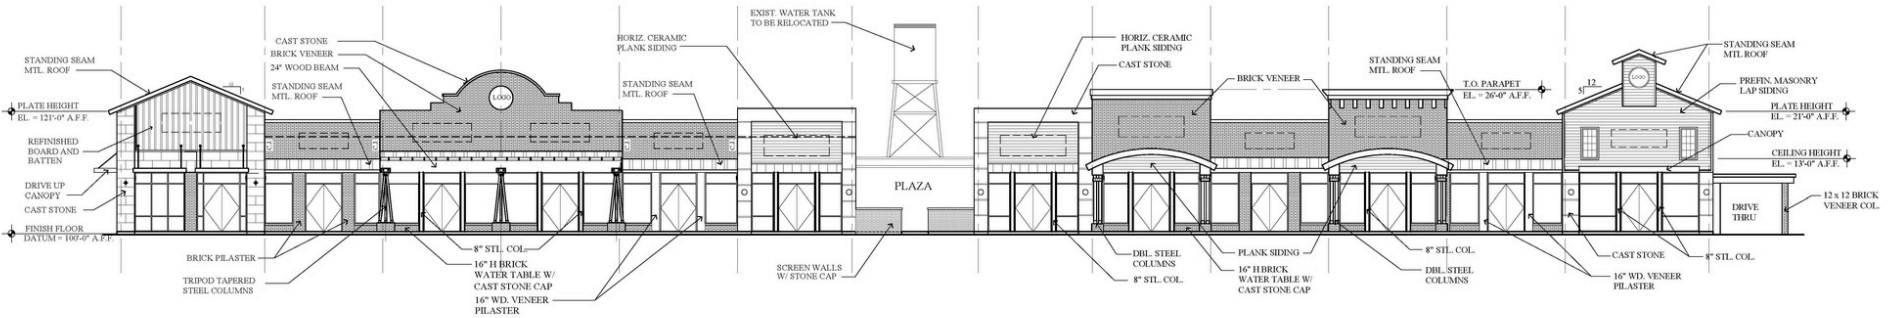 STANDING SEAM
MTL. ROOF
PLATE HEIGHT
EL. = 121'-0" A.F.F.
REFINISHED
BOARD AND
BATTEN
DRIVE UP
CANOPY
CAST STONE
FINISH FLOOR
DATUM = 100'-0" A.F.F.
CAST STONE
BRICK VENEER
24" WOOD BEAM
STANDING SEAM
MTL. ROOF
LOGO
HORIZ. CERAMIC
PLANK SIDING
STANDING SEAM
MTL. ROOF
EXIST. WATER TANK
TO BE RELOCATED
PLAZA
BRICK PILASTER
TRIPOD TAPERED
STEEL COLUMNS
8" STL. COL.
16" H BRICK
WATER TABLE W/
CAST STONE CAP
16" WD. VENEER
PILASTER
SCREEN WALLS
W/ STONE CAP
HORIZ. CERAMIC
PLANK SIDING
CAST STONE
BRICK VENEER
STANDING SEAM
MTL. ROOF
T.O. PARAPET
EL. = 26'-0" A.F.F.
12
5
LOGO
STANDING SEAM
MTL ROOF
PREFIN. MASONRY
LAP SIDING
PLATE HEIGHT
EL. = 21'-0" A.F.F.
CANOPY
CEILING HEIGHT
EL. = 13'-0" A.F.F.
12 x 12 BRICK
VENEER COL.
DRIVE
THRU
DBL. STEEL
COLUMNS
8" STL. COL.
PLANK SIDING
16" H BRICK
WATER TABLE W/
CAST STONE CAP
8" STL. COL.
DBL. STEEL
COLUMNS
CAST STONE
8" STL. COL.
16" WD. VENEER
PILASTER